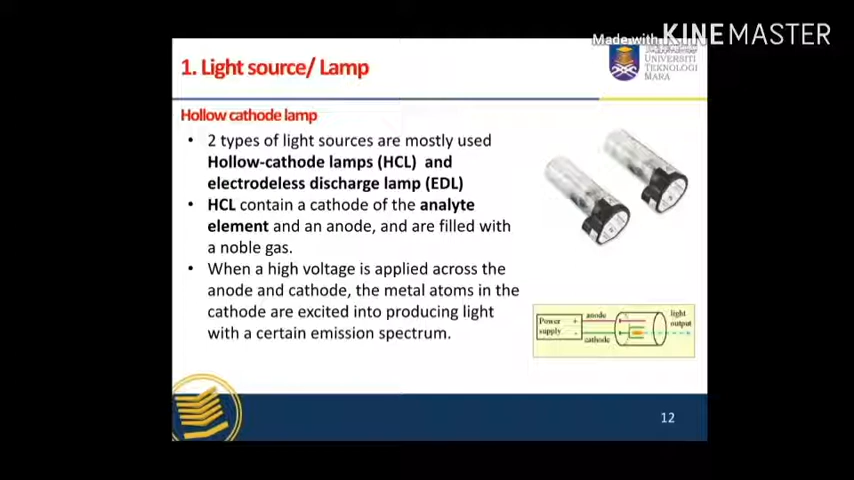 Made with KINEMASTER
1. Light source/ Lamp
UNIVERSITI
TEKNOLOGI
MARA
Hollow cathode lamp
• 2 types of light sources are mostly used
Hollow-cathode lamps (HCL) and
electrodeless discharge lamp (EDL)
• HCL contain a cathode of the analyte
element and an anode, and are filled with
a noble gas.
• When a high voltage is applied across the
anode and cathode, the metal atoms in the
cathode are excited into producing light
with a certain emission spectrum.
Power + anode light
supply - output
cathode
12